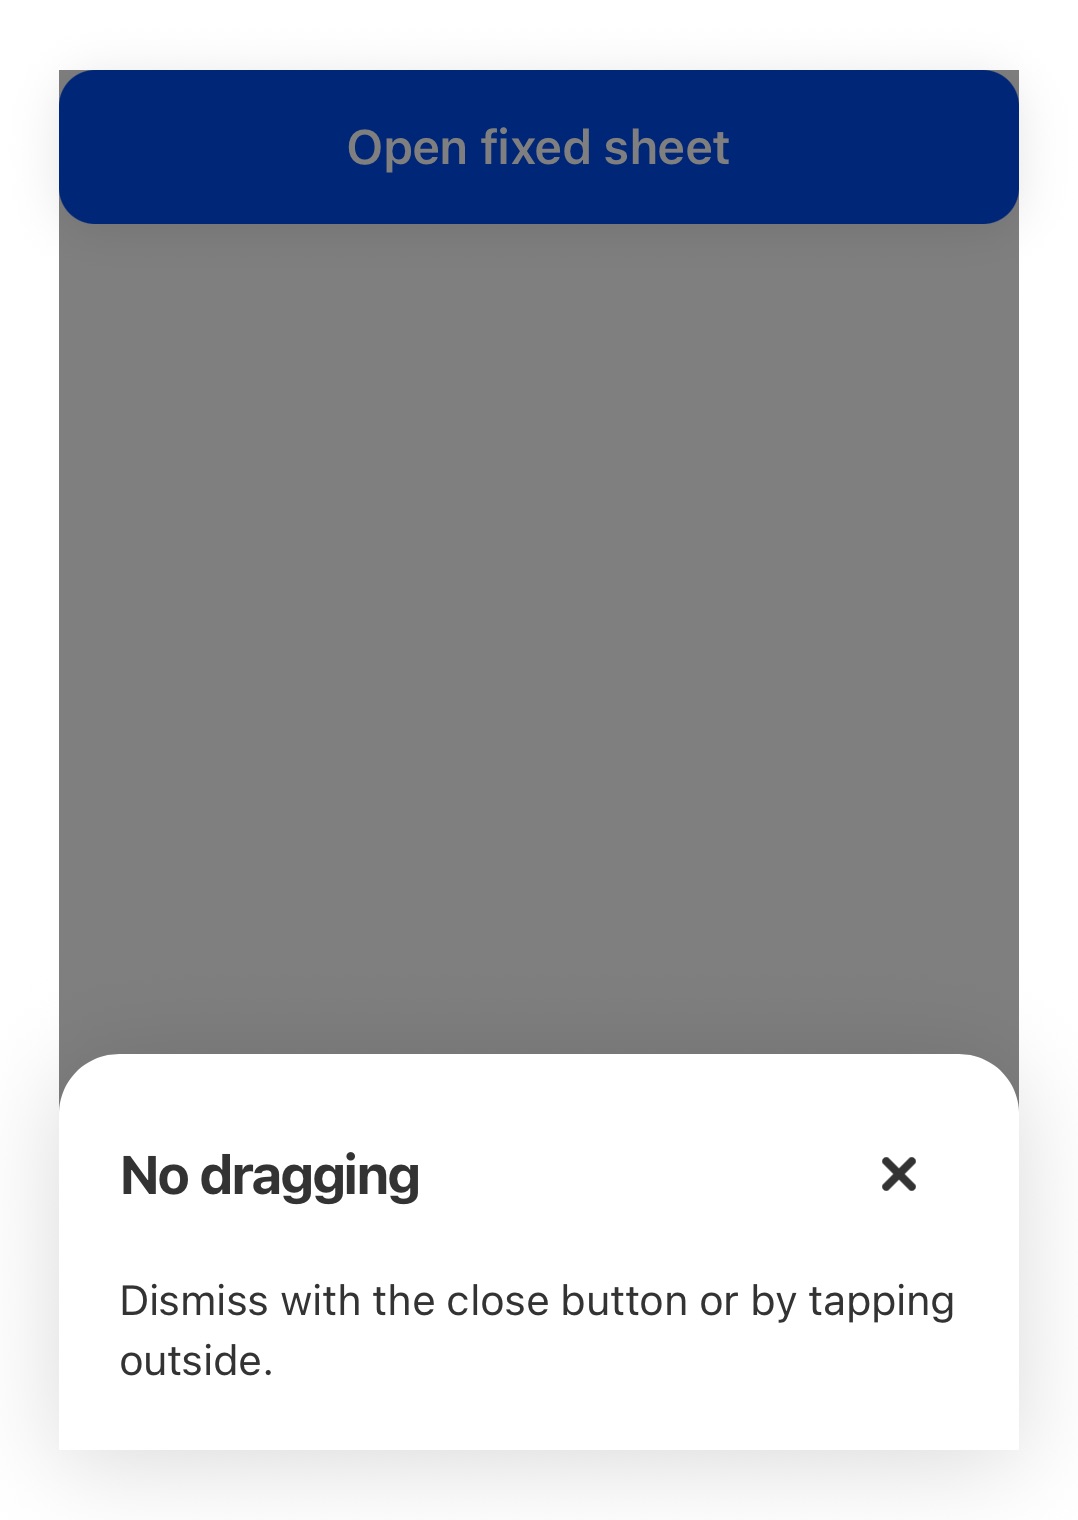 Open fixed sheet
No dragging
Dismiss with the close button or by tapping
outside.